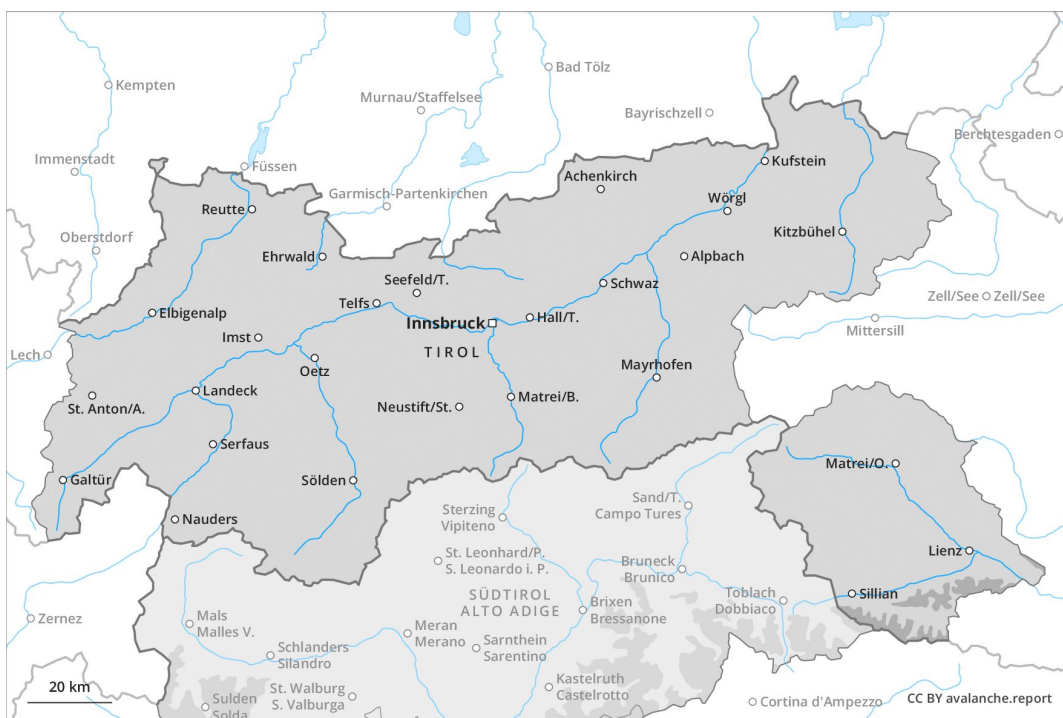 Kempten
Bad Tölz
Murnau/Staffelsee
Bayrischzell
Berchtesgaden
Immenstadt
Füssen
Kufstein
Achenkirch
Garmisch-Partenkirchen
Reutte
Wörgl
Kitzbühel
Oberstdorf
Ehrwald
Alpbach
Seefeld/T.
Schwaz
Telfs
Zell/See
Zell/See
Elbigenalp
Innsbruck
Hall/T.
Mittersill
Imst
TIROL
Lech
Oetz
Mayrhofen
Landeck
St. Anton/A.
Neustift/St.
Matrei/B.
Serfaus
Matrei/O.
Galtür
Sölden
Sand/T.
Campo Tures
Nauders
Sterzing
Vipiteno
Lienz
St. Leonhard/P.
S. Leonardo i. P.
Bruneck
Brunico
Sillian
SÜDTIROL
ALTO ADIGE
Toblach
Dobbiaco
Brixen
Bressanone
Zernez
Mals
Malles V.
Meran
Merano
Sarnthein
Sarentino
Schlanders
Silandro
Kastelruth
Castelrotto
20 km
St. Walburg
S. Valburga
Sulden
Solda
Cortina d'Ampezzo
CC BY avalanche.report